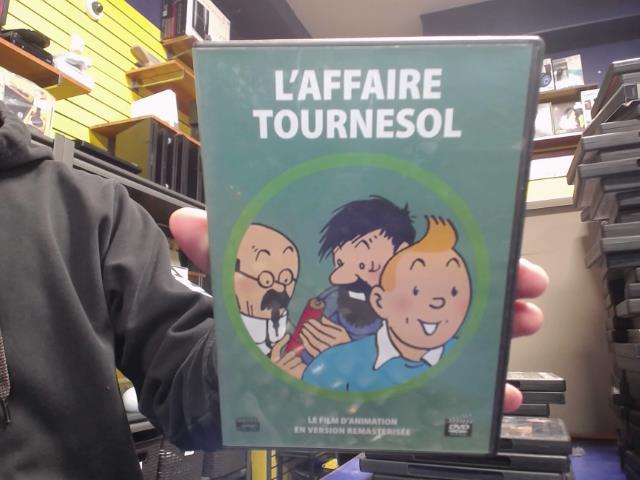 L'AFFAIRE
TOURNESOL
LE FILM D'ANIMATION
EN VERSION REMASTERISÉE
DVD